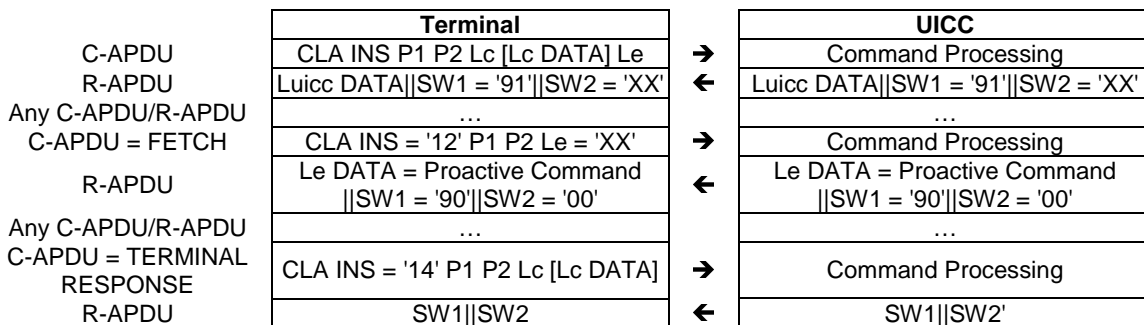 Terminal UICC
C-APDU CLA INS P1 P2 Lc [Lc DATA] Le → Command Processing
R-APDU Luicc DATA||SW1 = '91'||SW2 = 'XX' ← Luicc DATA||SW1 = '91'||SW2 = 'XX'
Any C-APDU/R-APDU … …
C-APDU = FETCH CLA INS = '12' P1 P2 Le = 'XX' → Command Processing
R-APDU Le DATA = Proactive Command ← Le DATA = Proactive Command
||SW1 = '90'||SW2 = '00' ||SW1 = '90'||SW2 = '00'
Any C-APDU/R-APDU … …
C-APDU = TERMINAL
RESPONSE CLA INS = '14' P1 P2 Lc [Lc DATA] → Command Processing
R-APDU SW1||SW2 ← SW1||SW2'